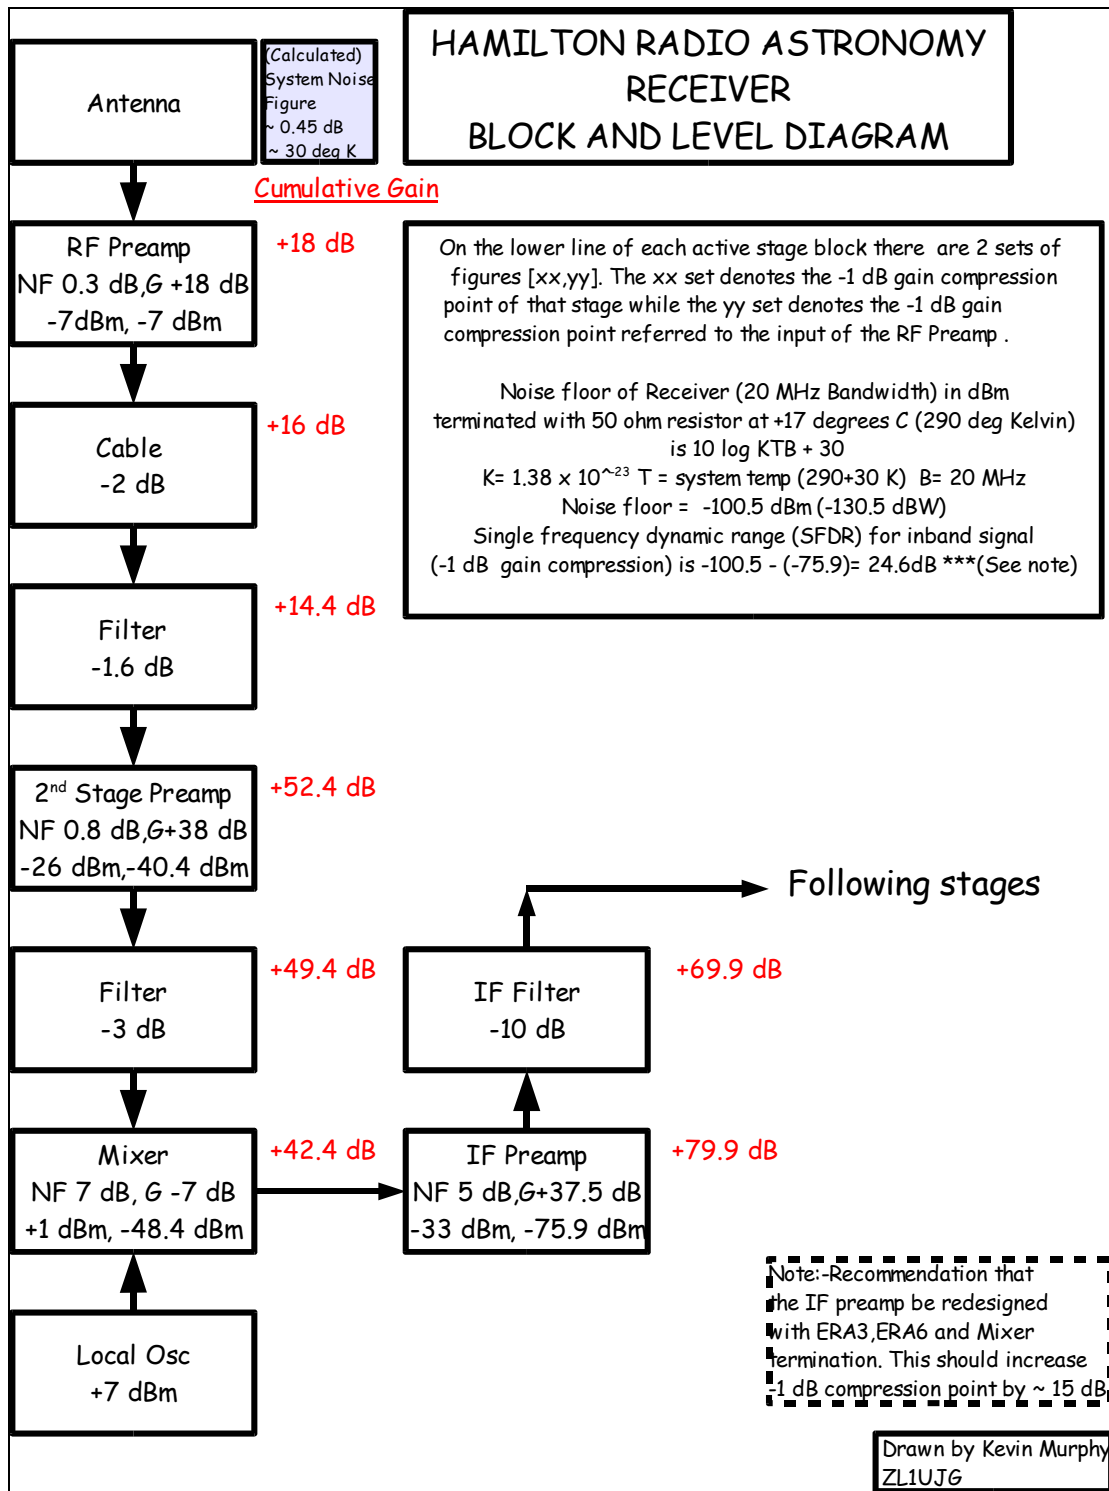 HAMILTON RADIO ASTRONOMY
RECEIVER
BLOCK AND LEVEL DIAGRAM
Antenna
(Calculated)
System Noise
Figure
~ 0.45 dB
~ 30 deg K
Cumulative Gain
RF Preamp
NF 0.3 dB,G +18 dB
-7dBm, -7 dBm
+18 dB
On the lower line of each active stage block there are 2 sets of
figures [xx,yy]. The xx set denotes the -1 dB gain compression
point of that stage while the yy set denotes the -1 dB gain
compression point referred to the input of the RF Preamp .
Noise floor of Receiver (20 MHz Bandwidth) in dBm
terminated with 50 ohm resistor at +17 degrees C (290 deg Kelvin)
is 10 log KTB + 30
K= 1.38 x 10^-23 T = system temp (290+30 K) B= 20 MHz
Noise floor = -100.5 dBm (-130.5 dBW)
Single frequency dynamic range (SFDR) for inband signal
(-1 dB gain compression) is -100.5 - (-75.9)= 24.6dB ***(See note)
Cable
-2 dB
+16 dB
Filter
-1.6 dB
+14.4 dB
2nd Stage Preamp
NF 0.8 dB,G+38 dB
-26 dBm,-40.4 dBm
+52.4 dB
Following stages
Filter
-3 dB
+49.4 dB
IF Filter
-10 dB
+69.9 dB
Mixer
NF 7 dB, G -7 dB
+1 dBm, -48.4 dBm
+42.4 dB
IF Preamp
NF 5 dB,G+37.5 dB
-33 dBm, -75.9 dBm
+79.9 dB
Local Osc
+7 dBm
Note:-Recommendation that
the IF preamp be redesigned
with ERA3,ERA6 and Mixer
termination. This should increase
-1 dB compression point by ~ 15 dB
Drawn by Kevin Murphy
ZL1UJG